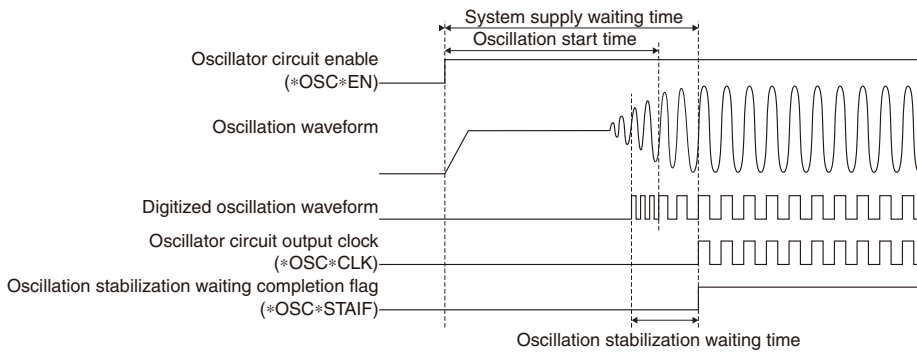 System supply waiting time
Oscillation start time
Oscillator circuit enable
(*OSC*EN)
Oscillation waveform
Digitized oscillation waveform
Oscillator circuit output clock
(*OSC*CLK)
Oscillation stabilization waiting completion flag
(*OSC*STAIF)
Oscillation stabilization waiting time